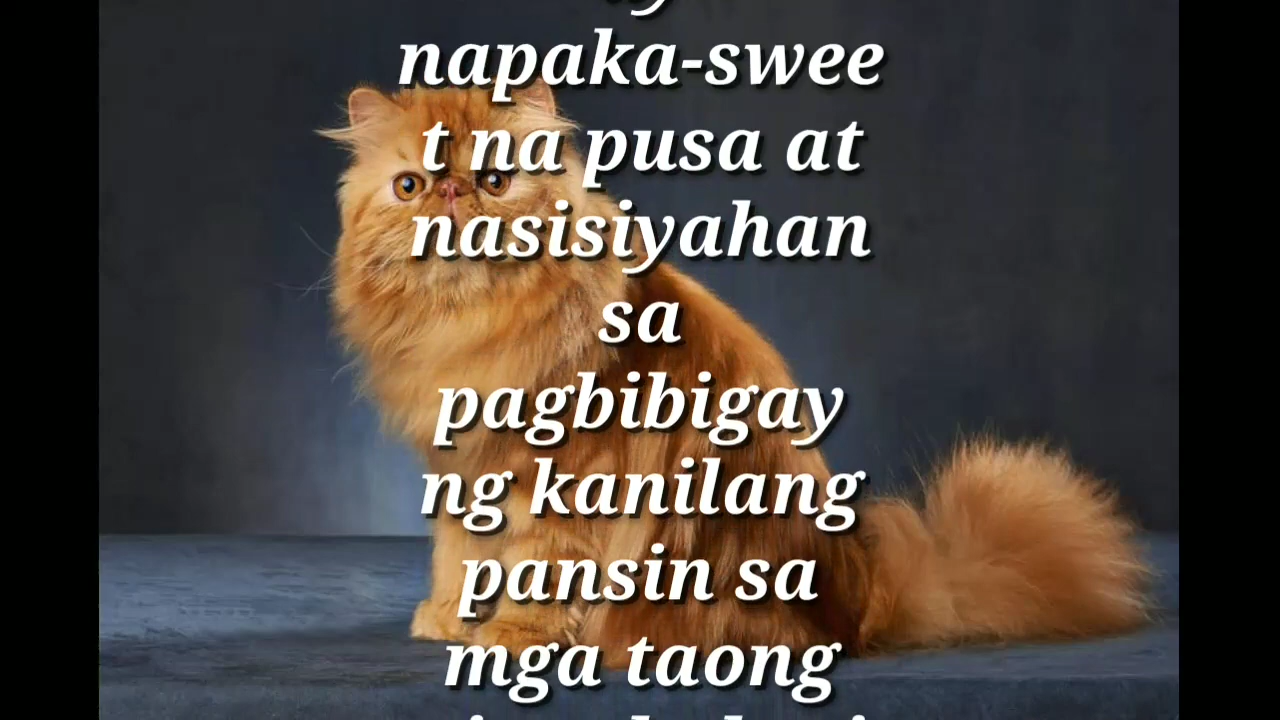 napaka-swee
t na pusa at
nasisiyahan
sa
pagbibigay
ng kanilang
pansin sa
mga taong